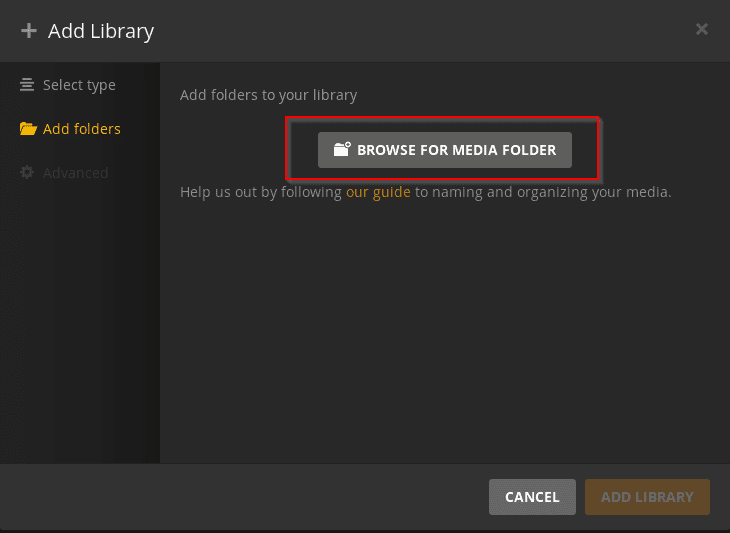 Add Library
Select type
Add folders
Advanced
Add folders to your library
BROWSE FOR MEDIA FOLDER
Help us out by following our guide to naming and organizing your media.
CANCEL
ADD LIBRARY